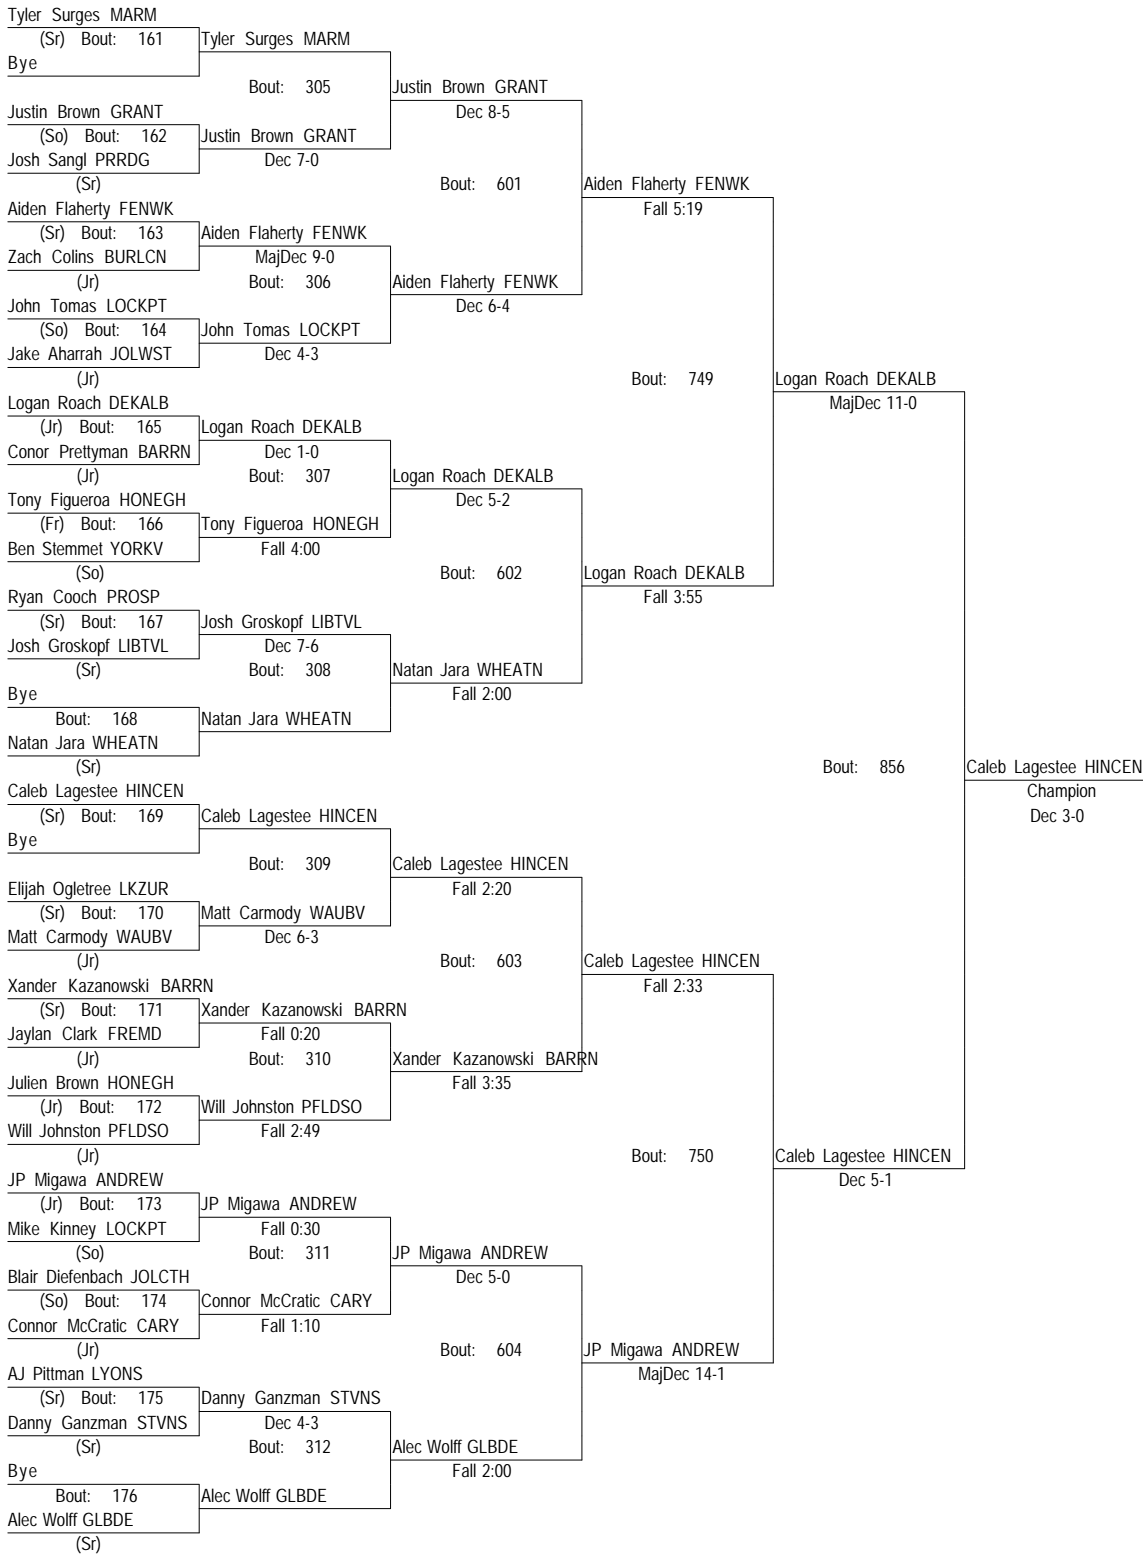 Tyler Surges MARM
(Sr) Bout: 161
Tyler Surges MARM
Bye
Bout: 305
Justin Brown GRANT
Justin Brown GRANT
Dec 8-5
(So) Bout: 162
Justin Brown GRANT
Josh Sangl PRRDG
Dec 7-0
(Sr)
Bout: 601
Aiden Flaherty FENWK
Aiden Flaherty FENWK
Fall 5:19
(Sr) Bout: 163
Aiden Flaherty FENWK
Zach Colins BURLCN
MajDec 9-0
(Jr)
Bout: 306
Aiden Flaherty FENWK
John Tomas LOCKPT
Dec 6-4
(So) Bout: 164
John Tomas LOCKPT
Jake Aharrah JOLWST
Dec 4-3
(Jr)
Bout: 749
Logan Roach DEKALB
Logan Roach DEKALB
MajDec 11-0
(Jr) Bout: 165
Logan Roach DEKALB
Conor Prettyman BARRN
Dec 1-0
(Jr)
Bout: 307
Logan Roach DEKALB
Tony Figueroa HONEGH
Dec 5-2
(Fr) Bout: 166
Tony Figueroa HONEGH
Ben Stemmet YORKV
Fall 4:00
(So)
Bout: 602
Logan Roach DEKALB
Ryan Cooch PROSP
Fall 3:55
(Sr) Bout: 167
Josh Groskopf LIBTVL
Josh Groskopf LIBTVL
Dec 7-6
(Sr)
Bout: 308
Natan Jara WHEATN
Bye
Fall 2:00
Bout: 168
Natan Jara WHEATN
Natan Jara WHEATN
(Sr)
Bout: 856
Caleb Lagestee HINCEN
Champion
Dec 3-0
Caleb Lagestee HINCEN
(Sr) Bout: 169
Caleb Lagestee HINCEN
Bye
Bout: 309
Caleb Lagestee HINCEN
Elijah Ogletree LKZUR
Fall 2:20
(Sr) Bout: 170
Matt Carmody WAUBV
Matt Carmody WAUBV
Dec 6-3
(Jr)
Bout: 603
Caleb Lagestee HINCEN
Xander Kazanowski BARRN
Fall 2:33
(Sr) Bout: 171
Xander Kazanowski BARRN
Jaylan Clark FREMD
Fall 0:20
(Jr)
Bout: 310
Xander Kazanowski BARRN
Julien Brown HONEGH
Fall 3:35
(Jr) Bout: 172
Will Johnston PFLDSO
Will Johnston PFLDSO
Fall 2:49
(Jr)
Bout: 750
Caleb Lagestee HINCEN
JP Migawa ANDREW
Dec 5-1
(Jr) Bout: 173
JP Migawa ANDREW
Mike Kinney LOCKPT
Fall 0:30
(So)
Bout: 311
JP Migawa ANDREW
Blair Diefenbach JOLCTH
Dec 5-0
(So) Bout: 174
Connor McCratic CARY
Connor McCratic CARY
Fall 1:10
(Jr)
Bout: 604
JP Migawa ANDREW
AJ Pittman LYONS
MajDec 14-1
(Sr) Bout: 175
Danny Ganzman STVNS
Danny Ganzman STVNS
Dec 4-3
(Sr)
Bout: 312
Alec Wolff GLBDE
Bye
Fall 2:00
Bout: 176
Alec Wolff GLBDE
Alec Wolff GLBDE
(Sr)